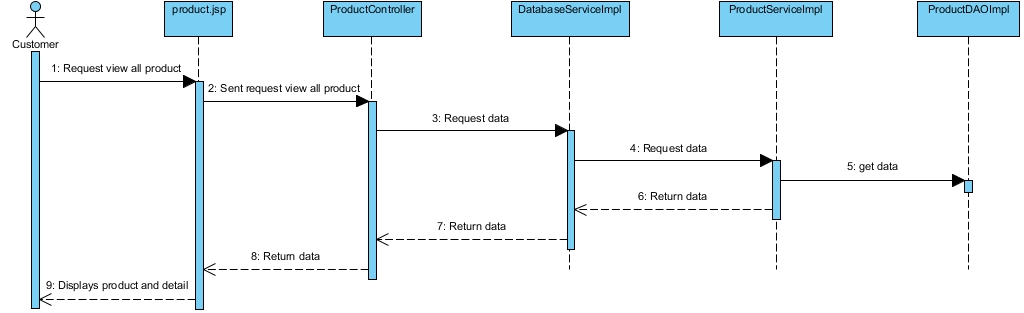 product.jsp
ProductController
DatabaseServiceImpl
ProductServiceImpl
ProductDAOImpl
Customer
1: Request view all product
2: Sent request view all product
3: Request data
4: Request data
5: get data
6: Return data
7: Return data
8: Return data
9: Displays product and detail